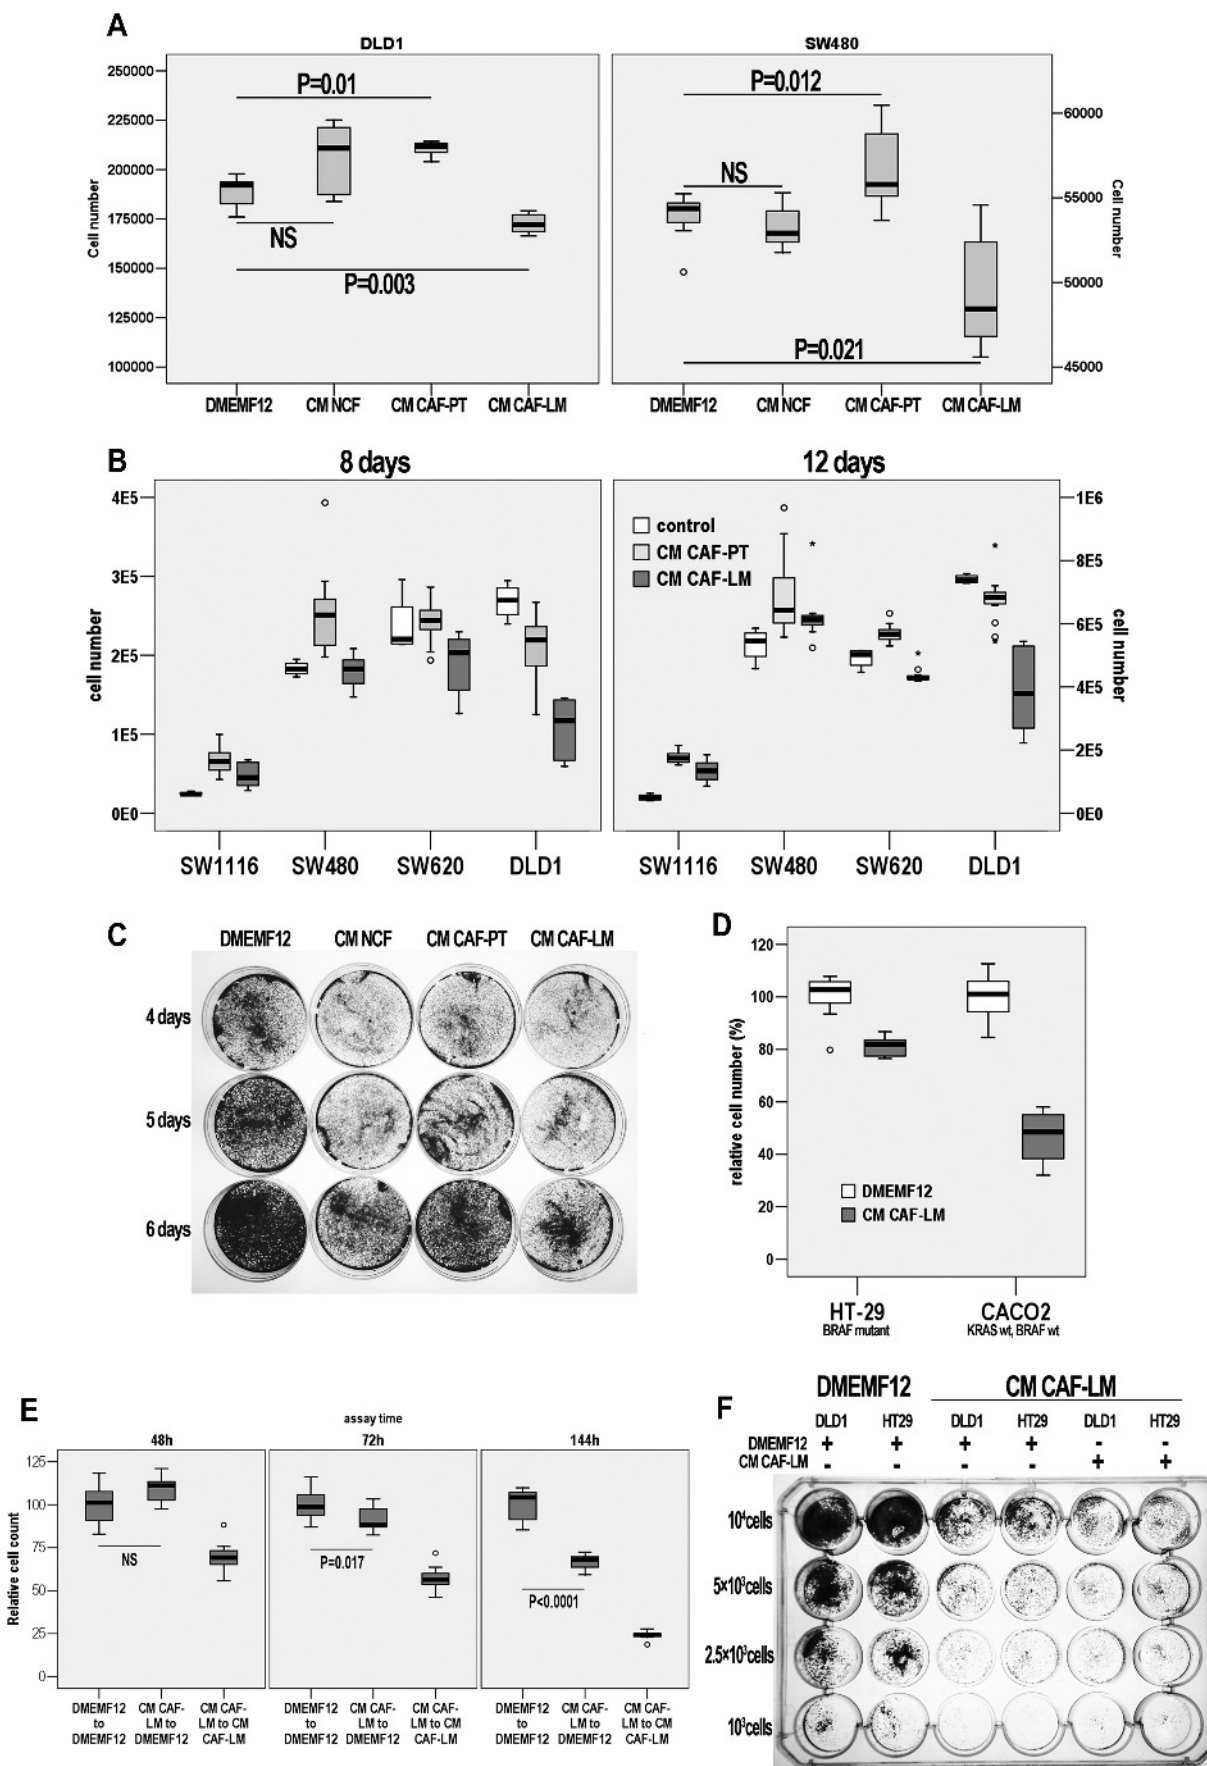 A
DLD1
SW480
250000
225000
200000
175000
150000
125000
100000
Cell number
P=0.01
NS
P=0.003
P=0.012
NS
P=0.021
60000
55000
50000
45000
Cell number
DMEMF12 CM NCF CM CAF-PT CM CAF-LM
DMEMF12 CM NCF CM CAF-PT CM CAF-LM
B
8 days
12 days
4E5
3E5
2E5
1E5
0E0
cell number
control
CM CAF-PT
CM CAF-LM
1E6
8E5
6E5
4E5
2E5
0E0
cell number
SW1116 SW480 SW620 DLD1
SW1116 SW480 SW620 DLD1
C
DMEMF12 CM NCF CM CAF-PT CM CAF-LM
4 days
5 days
6 days
D
120
100
80
60
40
20
0
relative cell number (%)
DMEMF12
CM CAF-LM
HT-29
BRAF mutant
CACO2
KRAS wt, BRAF wt
E
assay time
48h
72h
144h
125
100
75
50
25
0
Relative cell count
NS
P=0.017
P<0.0001
DMEMF12 to DMEMF12
CM CAF-LM to DMEMF12
CM CAF-LM to CM CAF-LM
DMEMF12 to DMEMF12
CM CAF-LM to DMEMF12
CM CAF-LM to CM CAF-LM
DMEMF12 to DMEMF12
CM CAF-LM to DMEMF12
CM CAF-LM to CM CAF-LM
F
DMEMF12 CM CAF-LM
DLD1 HT29 DLD1 HT29 DLD1 HT29
DMEMF12 + + + + - -
CM CAF-LM - - - - + +
10⁴cells
5×10³cells
2.5×10³cells
10³cells